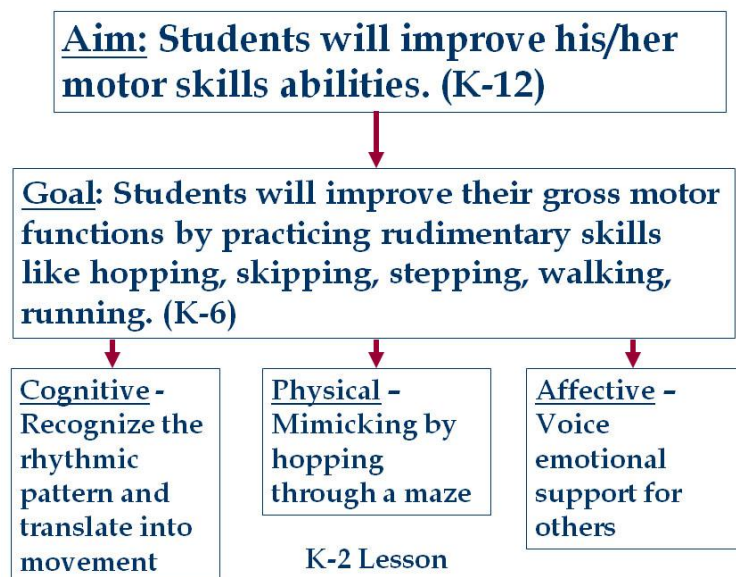 Aim: Students will improve his/her
motor skills abilities. (K-12)
Goal: Students will improve their gross motor
functions by practicing rudimentary skills
like hopping, skipping, stepping, walking,
running. (K-6)
Cognitive -
Recognize the
rhythmic
pattern and
translate into
movement
Physical –
Mimicking by
hopping
through a maze
Affective –
Voice
emotional
support for
others
K-2 Lesson